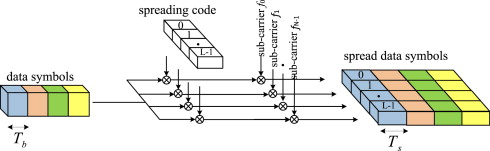 spreading code
0
1
.
L-1
sub-carrier f0
sub-carrier f1
.
sub-carrier fN-1
data symbols
Tb
spread data symbols
0
1
.
L-1
Ts